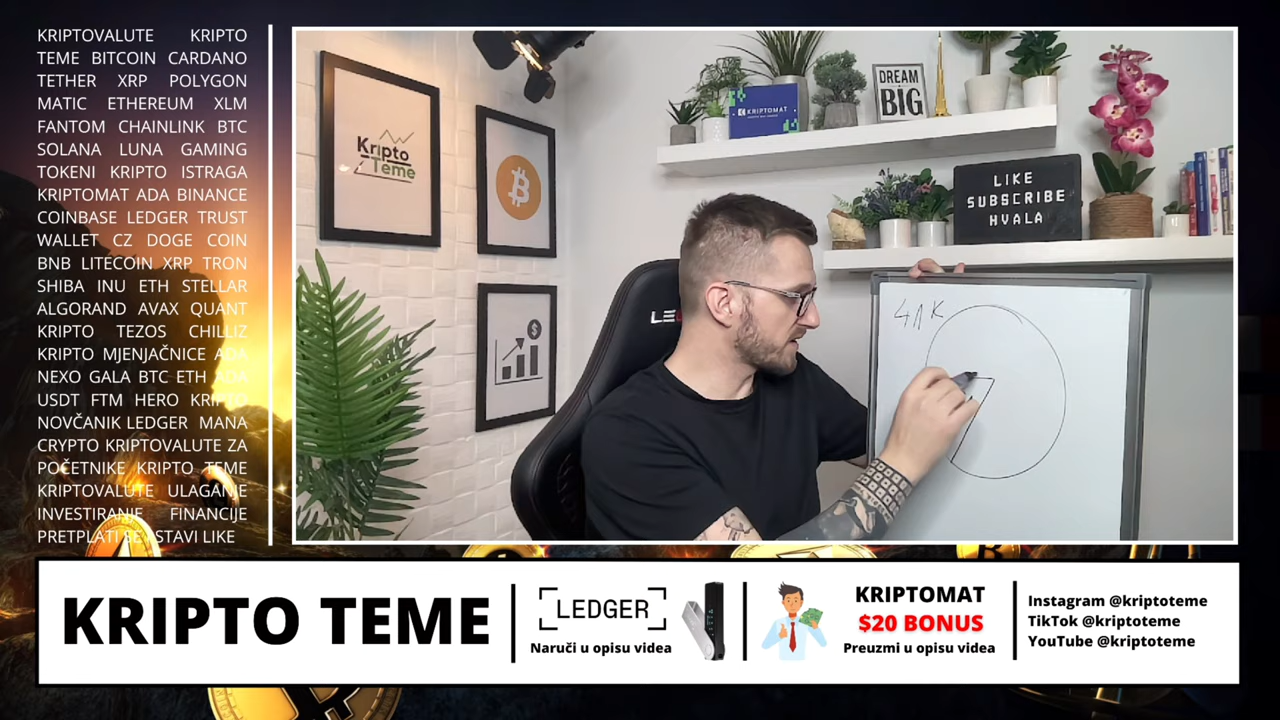 KRIPTOVALUTE KRIPTO
TEME BITCOIN CARDANO
TETHER XRP POLYGON
MATIC ETHEREUM XLM
FANTOM CHAINLINK BTC
SOLANA LUNA GAMING
TOKENI KRIPTO ISTRAGA
KRIPTOMAT ADA BINANCE
COINBASE LEDGER TRUST
WALLET CZ DOGE COIN
BNB LITECOIN XRP TRON
SHIBA INU ETH STELLAR
ALGORAND AVAX QUANT
KRIPTO TEZOS CHILLIZ
KRIPTO MJENJAČNICE ADA
NEXO GALA BTC ETH ADA
USDT FTM HERO KRIPTO
NOVČANIK LEDGER MANA
CRYPTO KRIPTOVALUTE ZA
POČETNIKE KRIPTO TEME
KRIPTOVALUTE ULAGANJE
INVESTIRANJE FINANCIJE
PRETPLATI SE STAVI LIKE
Kripto
Teme
KRIPTOMAT
DREAM
BIG
LIKE
SUBSCRIBE
HVALA
KRIPTO TEME
LEDGER
Naruči u opisu videa
KRIPTOMAT
$20 BONUS
Preuzmi u opisu videa
Instagram @kriptoteme
TikTok @kriptoteme
YouTube @kriptoteme